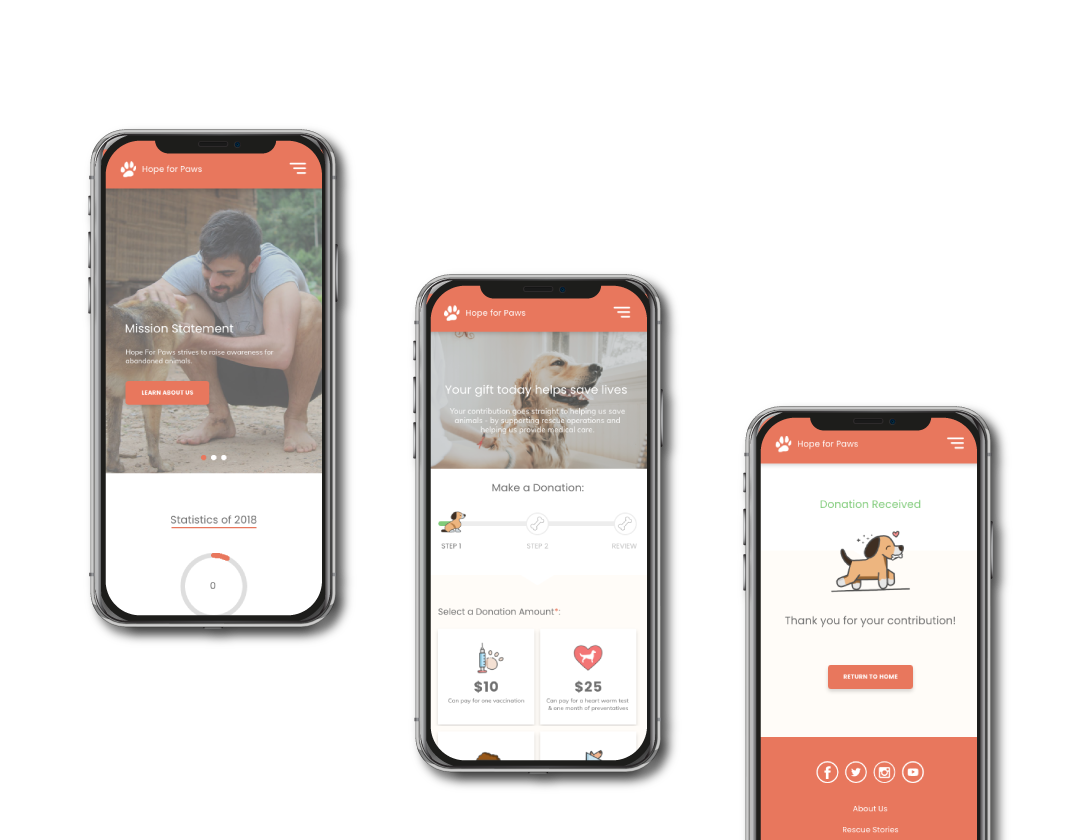 Hope for Paws
Mission Statement
Hope For Paws strives to raise awareness for
abandoned animals.
LEARN ABOUT US
Statistics of 2018
0
Hope for Paws
Your gift today helps save lives
Your contribution goes straight to helping us save
animals - by supporting rescue operations and
helping us provide medical care.
Make a Donation:
STEP 1
STEP 2
REVIEW
Select a Donation Amount*:
$10
Can pay for one vaccination
$25
Can pay for a heart worm test
& one month of preventatives
Hope for Paws
Donation Received
Thank you for your contribution!
RETURN TO HOME
About Us
Rescue Stories